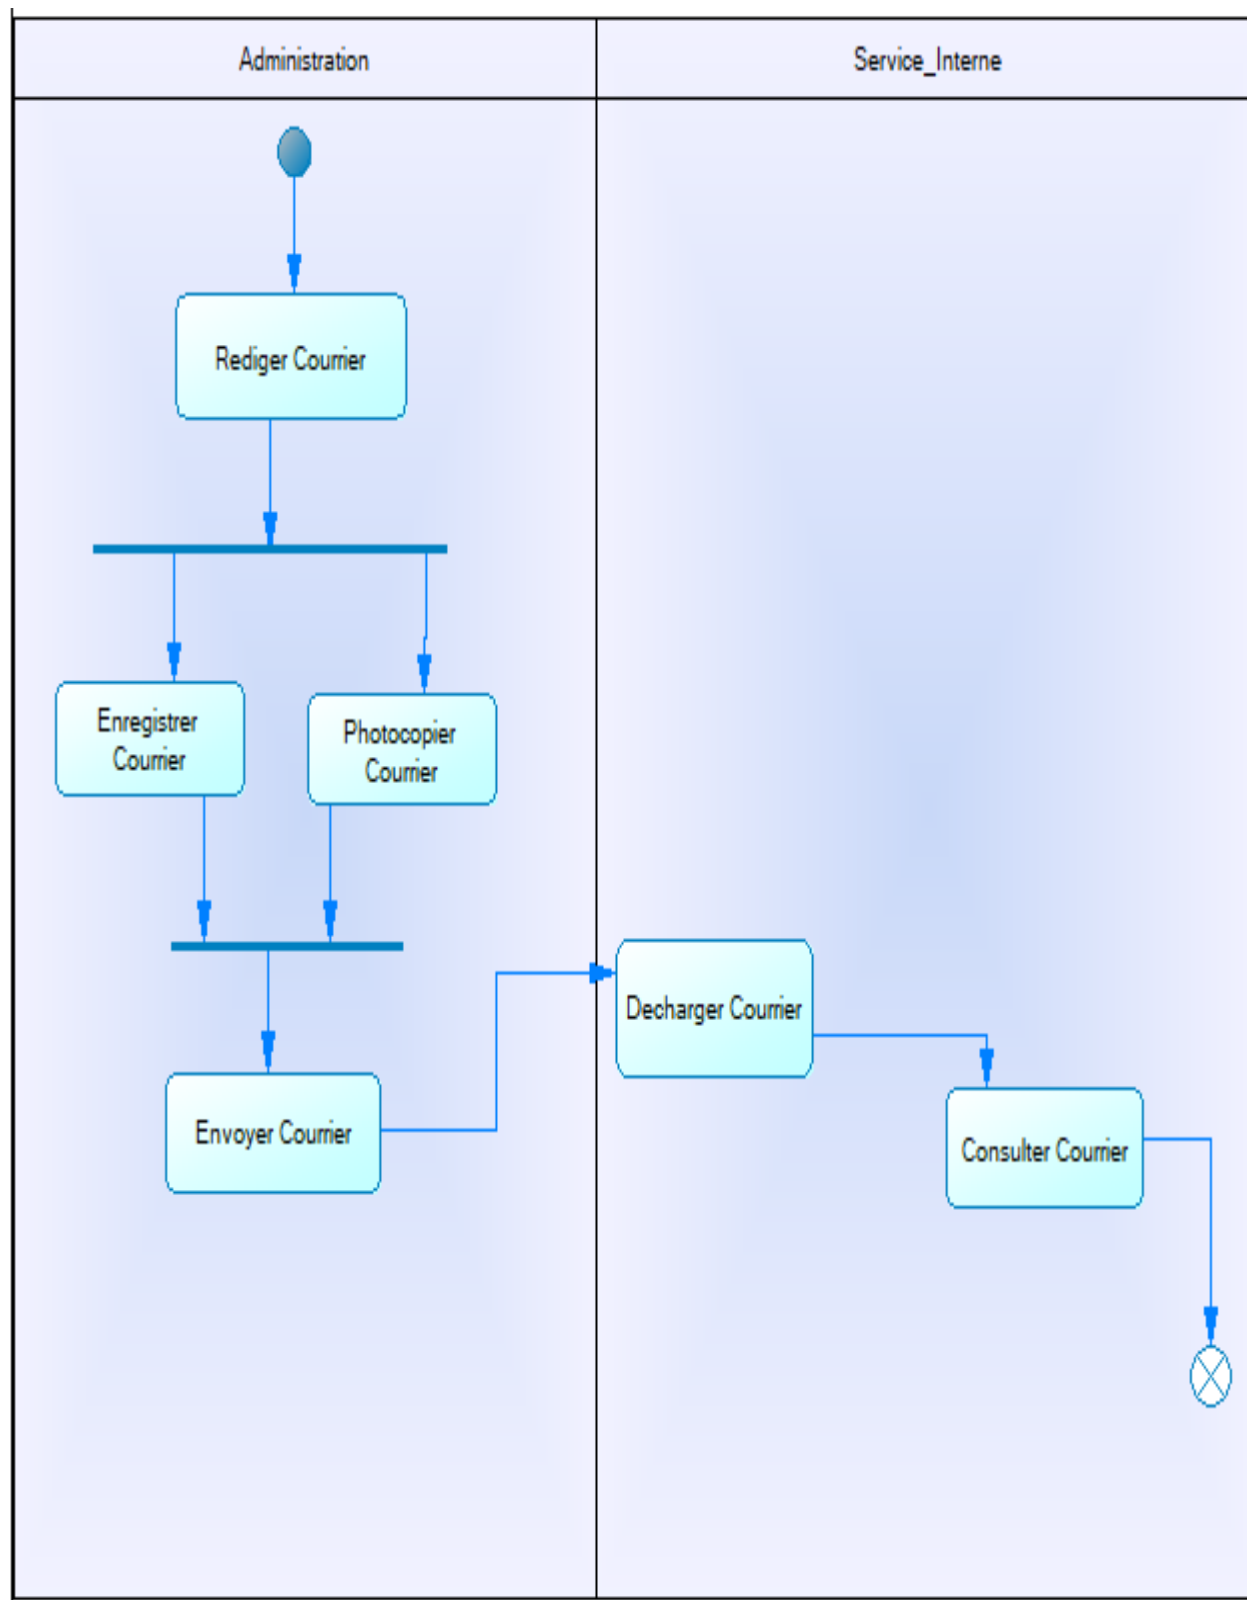 Administration
Service_Interne
Rediger Courrier
Enregistrer
Courrier
Photocopier
Courrier
Decharger Courrier
Envoyer Courrier
Consulter Courrier